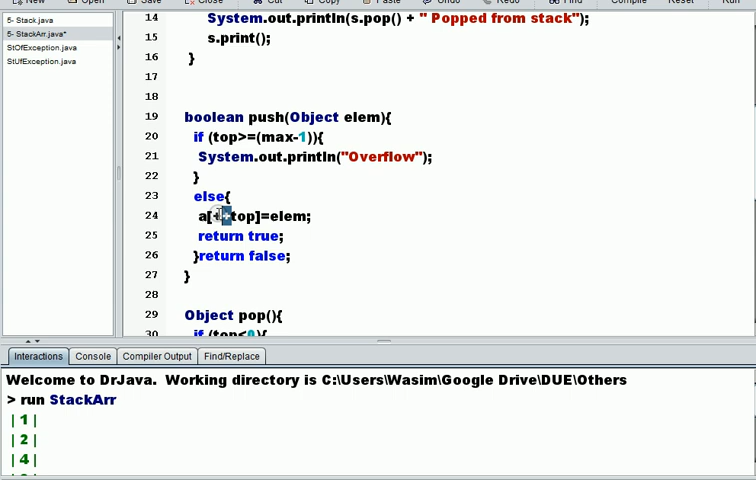 New Open Save Close Cut Copy Paste Undo Redo Find Compile Reset Run
5- Stack.java
5- StackArr.java*
StOfException.java
StUfException.java
14 System.out.println(s.pop() + " Popped from stack");
15 s.print();
16 }
17
18
19 boolean push(Object elem){
20 if (top>=(max-1)){
21 System.out.println("Overflow");
22 }
23 else{
24 a[++top]=elem;
25 return true;
26 }return false;
27 }
28
29 Object pop(){
30 if (top<0){
Interactions Console Compiler Output Find/Replace
Welcome to DrJava. Working directory is C:\Users\Wasim\Google Drive\DUE\Others
> run StackArr
| 1 |
| 2 |
| 4 |